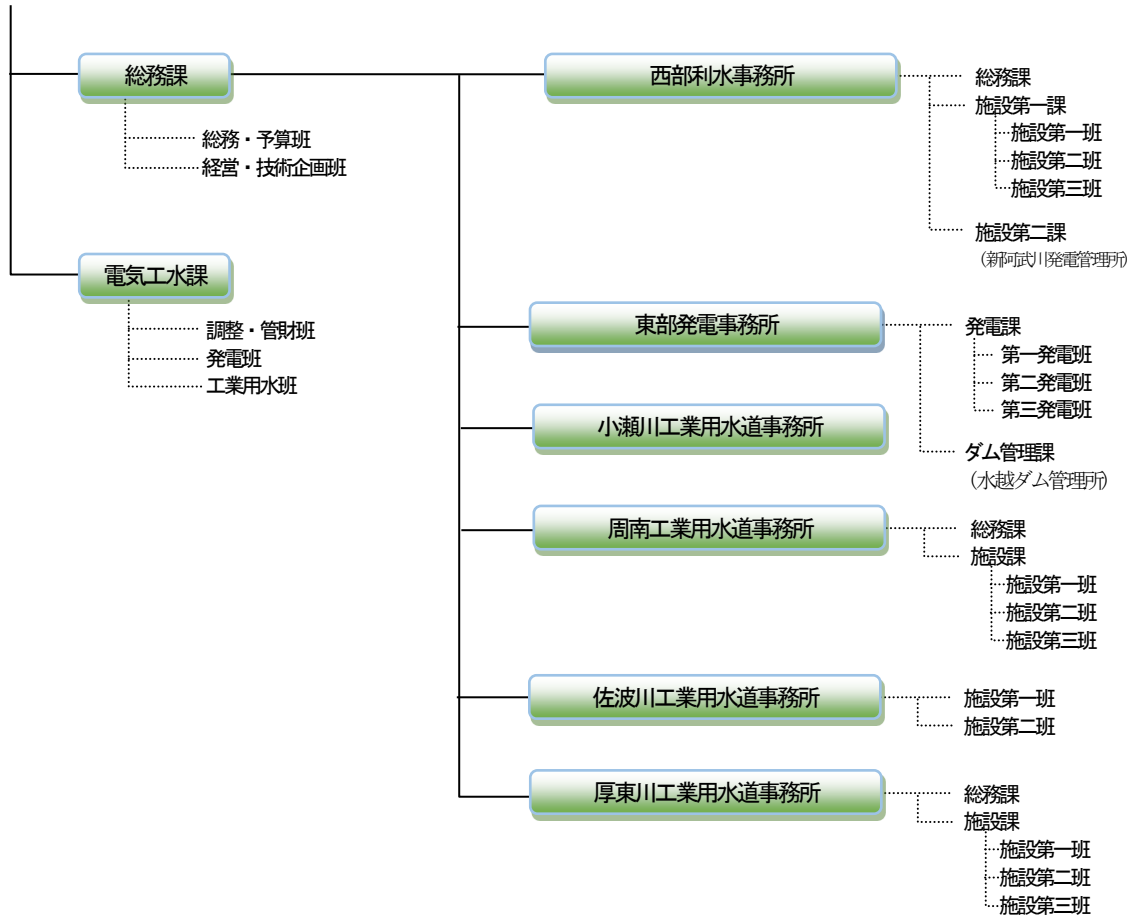 総務課
総務・予算班
経営・技術企画班
電気工水課
調整・管財班
発電班
工業用水班
西部利水事務所
総務課
施設第一課
施設第一班
施設第二班
施設第三班
施設第二課
(新阿武川発電管理所)
東部発電事務所
発電課
第一発電班
第二発電班
第三発電班
ダム管理課
(水越ダム管理所)
小瀬川工業用水道事務所
周南工業用水道事務所
総務課
施設課
施設第一班
施設第二班
施設第三班
佐波川工業用水道事務所
施設第一班
施設第二班
厚東川工業用水道事務所
総務課
施設課
施設第一班
施設第二班
施設第三班